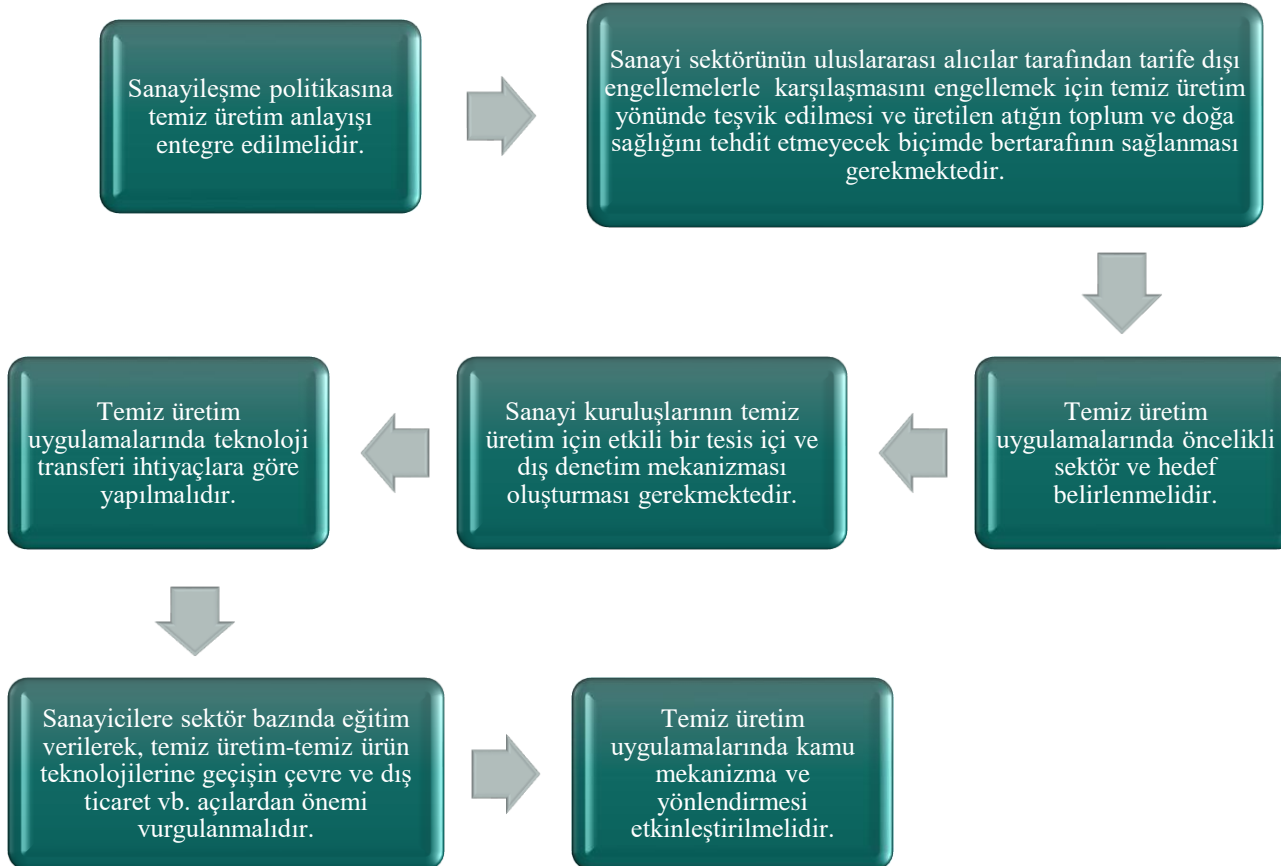 Sanayileşme politikasına
temiz üretim anlayışı
entegre edilmelidir.
Sanayi sektörünün uluslararası alıcılar tarafından tarife dışı
engellemelerle karşılaşmasını engellemek için temiz üretim
yönünde teşvik edilmesi ve üretilen atığın toplum ve doğa
sağlığını tehdit etmeyecek biçimde bertarafının sağlanması
gerekmektedir.
Temiz üretim
uygulamalarında öncelikli
sektör ve hedef
belirlenmelidir.
Sanayi kuruluşlarının temiz
üretim için etkili bir tesis içi ve
dış denetim mekanizması
oluşturması gerekmektedir.
Temiz üretim
uygulamalarında teknoloji
transferi ihtiyaçlara göre
yapılmalıdır.
Sanayicilere sektör bazında eğitim
verilerek, temiz üretim-temiz ürün
teknolojilerine geçişin çevre ve dış
ticaret vb. açılardan önemi
vurgulanmalıdır.
Temiz üretim
uygulamalarında kamu
mekanizma ve
yönlendirmesi
etkinleştirilmelidir.